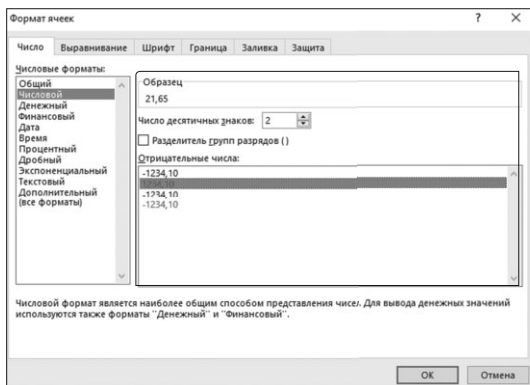 Формат ячеек
? ×
Число Выравнивание Шрифт Граница Заливка Защита
Числовые форматы:
Общий
Числовой
Денежный
Финансовый
Дата
Время
Процентный
Дробный
Экспоненциальный
Текстовый
Дополнительный
(все форматы)
Образец
21,65
Число десятичных знаков: 2
Разделитель групп разрядов ( )
Отрицательные числа:
-1234,10
1234,10
-1234,10
-1234,10
Числовой формат является наиболее общим способом представления чисел. Для вывода денежных значений
используются также форматы "Денежный" и "Финансовый".
ОК Отмена